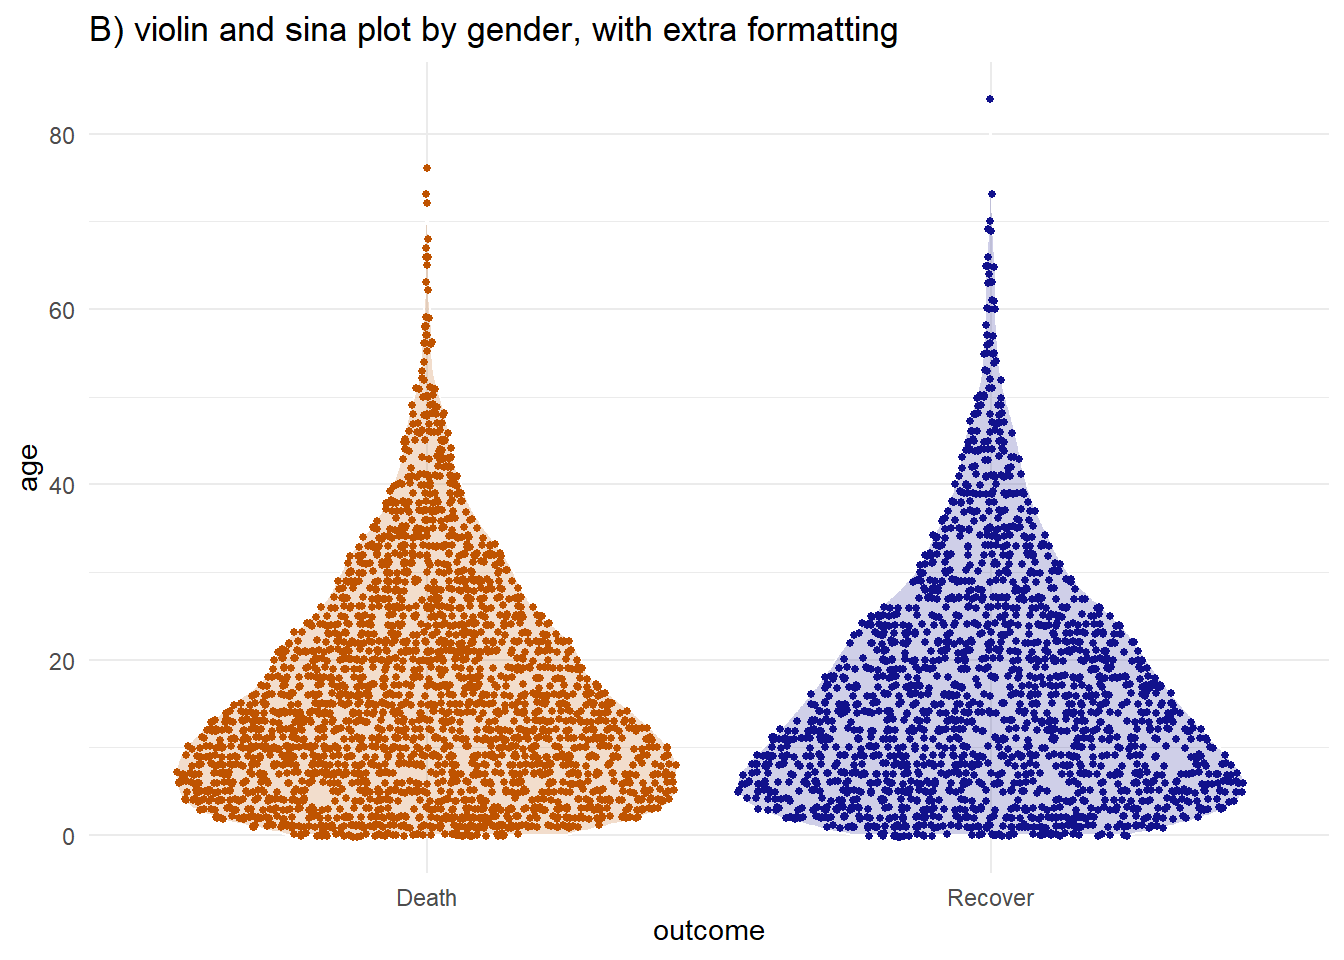 B) violin and sina plot by gender, with extra formatting
80
60
40
20
0
age
Death
Recover
outcome